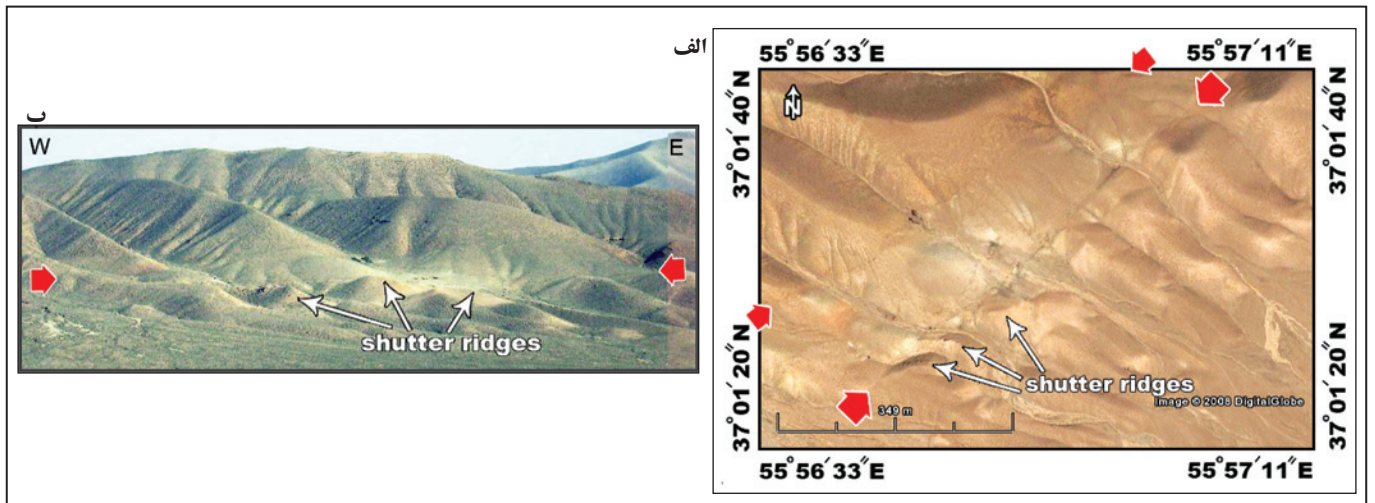 الف
55°56′33″E 55°57′11″E
37°01′40″N
37°01′40″N
N
shutter ridges
Image © 2008 DigitalGlobe
349 m
37°01′20″N
37°01′20″N
55°56′33″E 55°57′11″E
ب
W E
shutter ridges